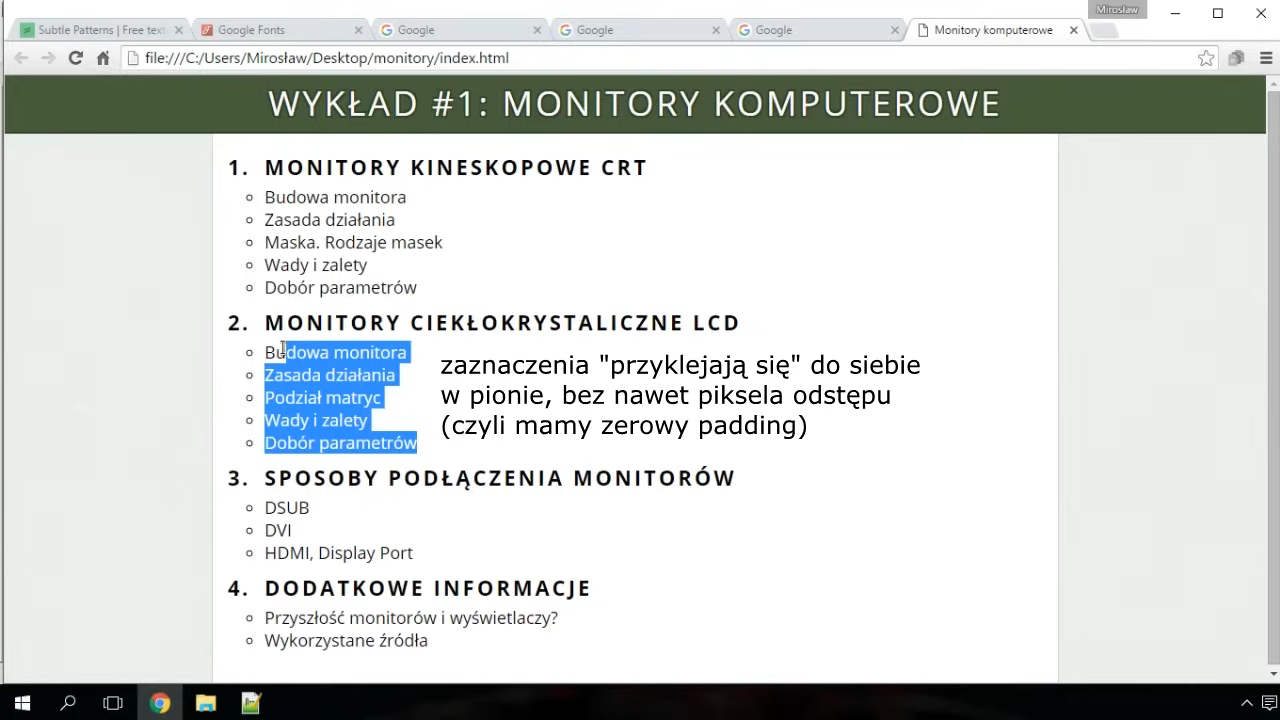 Mirosław
Subtle Patterns | Free text
Google Fonts
Google
Google
Google
Monitory komputerowe
file:///C:/Users/Mirosław/Desktop/monitory/index.html
WYKŁAD #1: MONITORY KOMPUTEROWE
1. MONITORY KINESKOPOWE CRT
Budowa monitora
Zasada działania
Maska. Rodzaje masek
Wady i zalety
Dobór parametrów
2. MONITORY CIEKŁOKRYSTALICZNE LCD
Budowa monitora
Zasada działania
Podział matryc
Wady i zalety
Dobór parametrów
zaznaczenia "przyklejają się" do siebie
w pionie, bez nawet piksela odstępu
(czyli mamy zerowy padding)
3. SPOSOBY PODŁĄCZENIA MONITORÓW
DSUB
DVI
HDMI, Display Port
4. DODATKOWE INFORMACJE
Przyszłość monitorów i wyświetlaczy?
Wykorzystane źródła